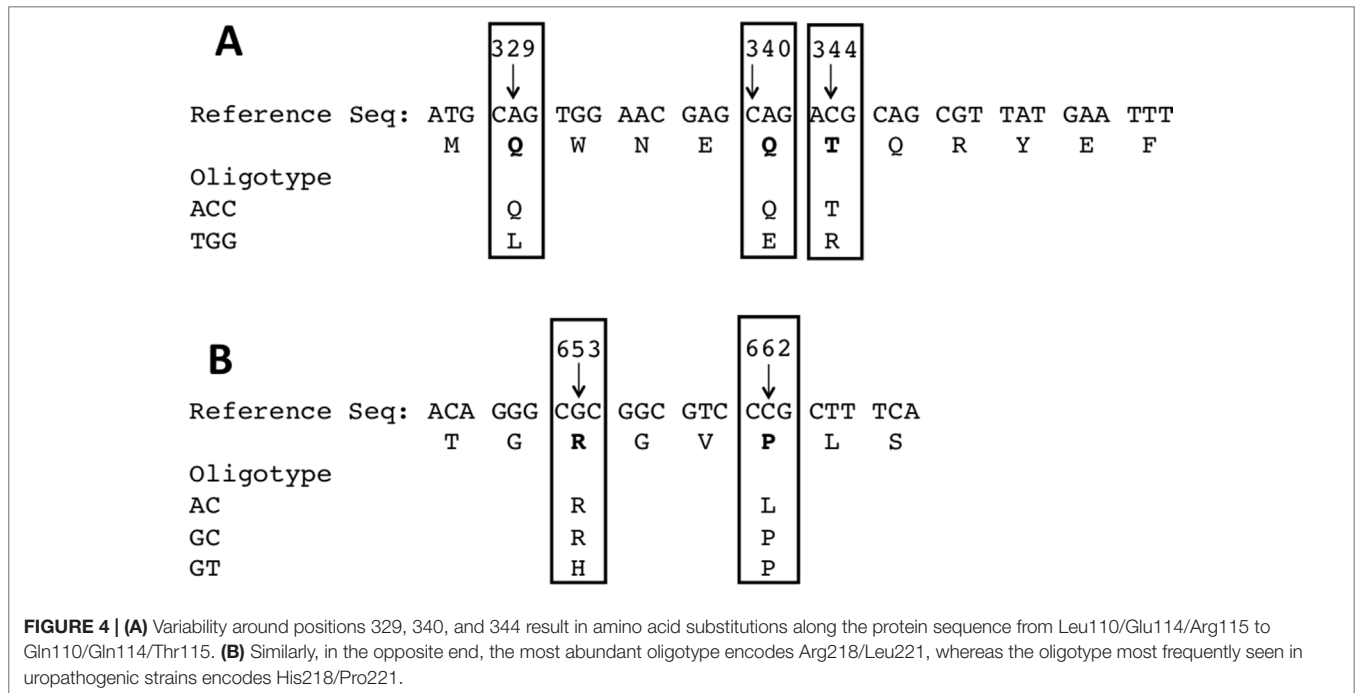 A
329 340 344
Reference Seq: ATG CAG TGG AAC GAG CAG ACG CAG CGT TAT GAA TTT
M Q W N E Q T Q R Y E F
Oligotype
ACC Q Q T
TGG L E R
B
653 662
Reference Seq: ACA GGG CGC GGC GTC CCG CTT TCA
T G R G V P L S
Oligotype
AC R L
GC R P
GT H P
FIGURE 4 | (A) Variability around positions 329, 340, and 344 result in amino acid substitutions along the protein sequence from Leu110/Glu114/Arg115 to
Gln110/Gln114/Thr115. (B) Similarly, in the opposite end, the most abundant oligotype encodes Arg218/Leu221, whereas the oligotype most frequently seen in
uropathogenic strains encodes His218/Pro221.